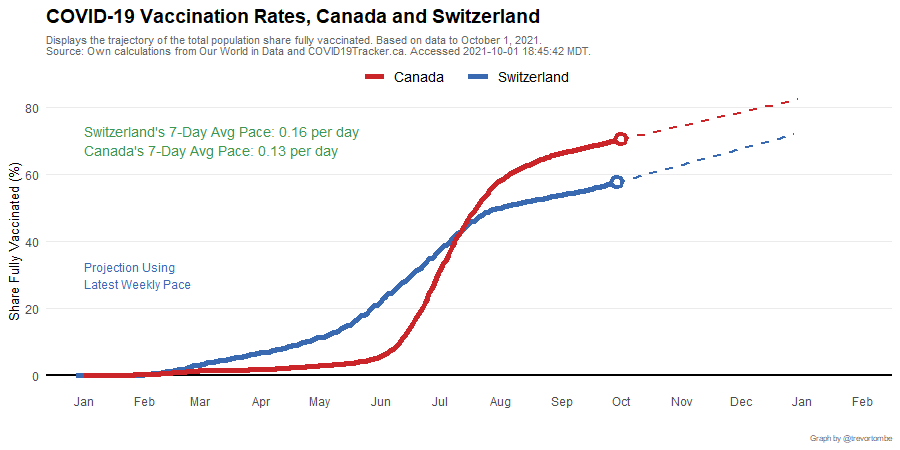 COVID-19 Vaccination Rates, Canada and Switzerland
Displays the trajectory of the total population share fully vaccinated. Based on data to October 1, 2021.
Source: Own calculations from Our World in Data and COVID19Tracker.ca. Accessed 2021-10-01 18:45:42 MDT.
Canada Switzerland
Switzerland's 7-Day Avg Pace: 0.16 per day
Canada's 7-Day Avg Pace: 0.13 per day
Projection Using
Latest Weekly Pace
Share Fully Vaccinated (%)
80
60
40
20
0
Jan Feb Mar Apr May Jun Jul Aug Sep Oct Nov Dec Jan Feb
Graph by @trevortombe